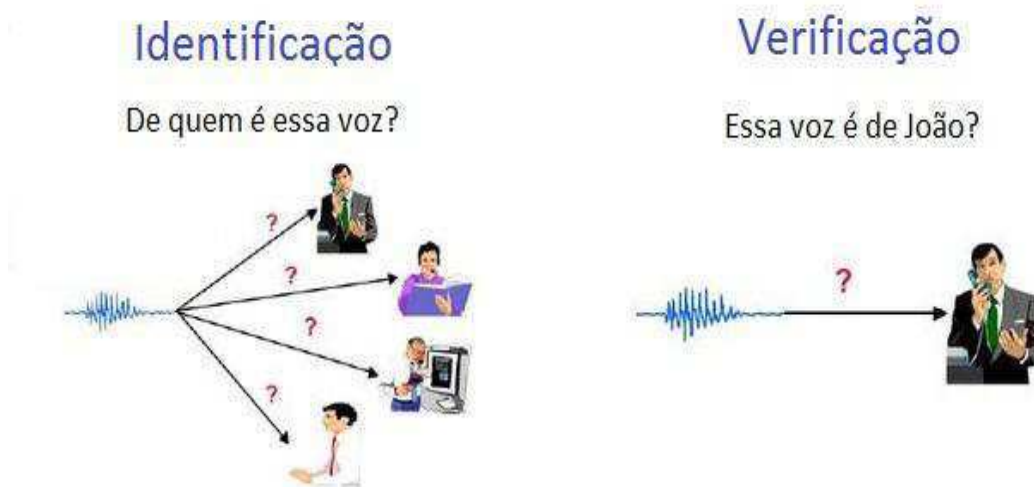 Identificação
De quem é essa voz?
?
?
?
?
Verificação
Essa voz é de João?
?